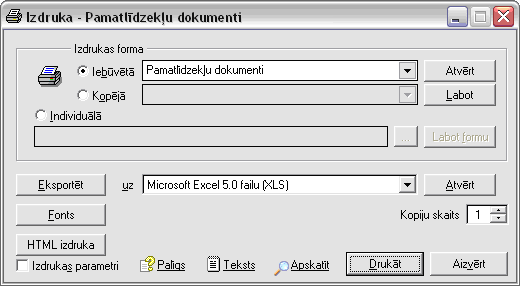 Izdruka - Pamatlīdzekļu dokumenti
Izdrukas forma
Iebūvētā Pamatlīdzekļu dokumenti Atvērt
Kopējā Labot
Individuālā
... Labot formu
Eksportēt uz Microsoft Excel 5.0 failu (XLS) Atvērt
Fonts Kopiju skaits 1
HTML izdruka
Izdrukas parametri Palīgs Teksts Apskatīt Drukāt Aizvērt